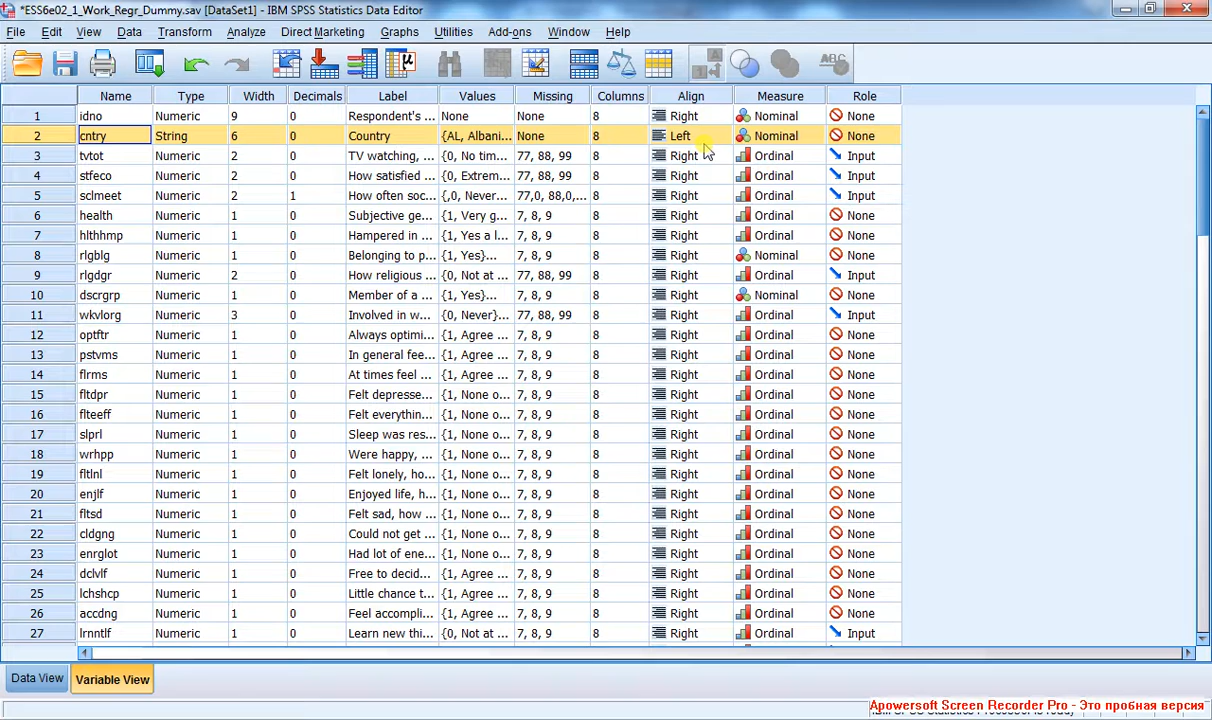 *ESS6e02_1_Work_Regr_Dummy.sav [DataSet1] - IBM SPSS Statistics Data Editor
File Edit View Data Transform Analyze Direct Marketing Graphs Utilities Add-ons Window Help
Name Type Width Decimals Label Values Missing Columns Align Measure Role
1 idno Numeric 9 0 Respondent's ... None None 8 Right Nominal None
2 cntry String 6 0 Country {AL, Albani... None 8 Left Nominal None
3 tvtot Numeric 2 0 TV watching, ... {0, No tim... 77, 88, 99 8 Right Ordinal Input
4 stfeco Numeric 2 0 How satisfied ... {0, Extrem... 77, 88, 99 8 Right Ordinal Input
5 sclmeet Numeric 2 1 How often soc... {,0, Never... 77,0, 88,0,... 8 Right Ordinal Input
6 health Numeric 1 0 Subjective ge... {1, Very g... 7, 8, 9 8 Right Ordinal None
7 hlthhmp Numeric 1 0 Hampered in ... {1, Yes a l... 7, 8, 9 8 Right Ordinal None
8 rlgblg Numeric 1 0 Belonging to p... {1, Yes}... 7, 8, 9 8 Right Nominal None
9 rlgdgr Numeric 2 0 How religious ... {0, Not at ... 77, 88, 99 8 Right Ordinal Input
10 dscrgrp Numeric 1 0 Member of a ... {1, Yes}... 7, 8, 9 8 Right Nominal None
11 wkvlorg Numeric 3 0 Involved in w... {0, Never}... 77, 88, 99 8 Right Ordinal Input
12 optftr Numeric 1 0 Always optimi... {1, Agree ... 7, 8, 9 8 Right Ordinal None
13 pstvms Numeric 1 0 In general fee... {1, Agree ... 7, 8, 9 8 Right Ordinal None
14 flrms Numeric 1 0 At times feel ... {1, Agree ... 7, 8, 9 8 Right Ordinal None
15 fltdpr Numeric 1 0 Felt depresse... {1, None o... 7, 8, 9 8 Right Ordinal None
16 flteeff Numeric 1 0 Felt everythin... {1, None o... 7, 8, 9 8 Right Ordinal None
17 slprl Numeric 1 0 Sleep was res... {1, None o... 7, 8, 9 8 Right Ordinal None
18 wrhpp Numeric 1 0 Were happy, ... {1, None o... 7, 8, 9 8 Right Ordinal None
19 fltlnl Numeric 1 0 Felt lonely, ho... {1, None o... 7, 8, 9 8 Right Ordinal None
20 enjlf Numeric 1 0 Enjoyed life, h... {1, None o... 7, 8, 9 8 Right Ordinal None
21 fltsd Numeric 1 0 Felt sad, how ... {1, None o... 7, 8, 9 8 Right Ordinal None
22 cldgng Numeric 1 0 Could not get ... {1, None o... 7, 8, 9 8 Right Ordinal None
23 enrglot Numeric 1 0 Had lot of ene... {1, None o... 7, 8, 9 8 Right Ordinal None
24 dclvlf Numeric 1 0 Free to decid... {1, Agree ... 7, 8, 9 8 Right Ordinal None
25 lchshcp Numeric 1 0 Little chance t... {1, Agree ... 7, 8, 9 8 Right Ordinal None
26 accdng Numeric 1 0 Feel accompli... {1, Agree ... 7, 8, 9 8 Right Ordinal None
27 lrnntlf Numeric 1 0 Learn new thi... {0, Not at ... 7, 8, 9 8 Right Ordinal Input
Data View Variable View
Apowersoft Screen Recorder Pro - Это пробная версия